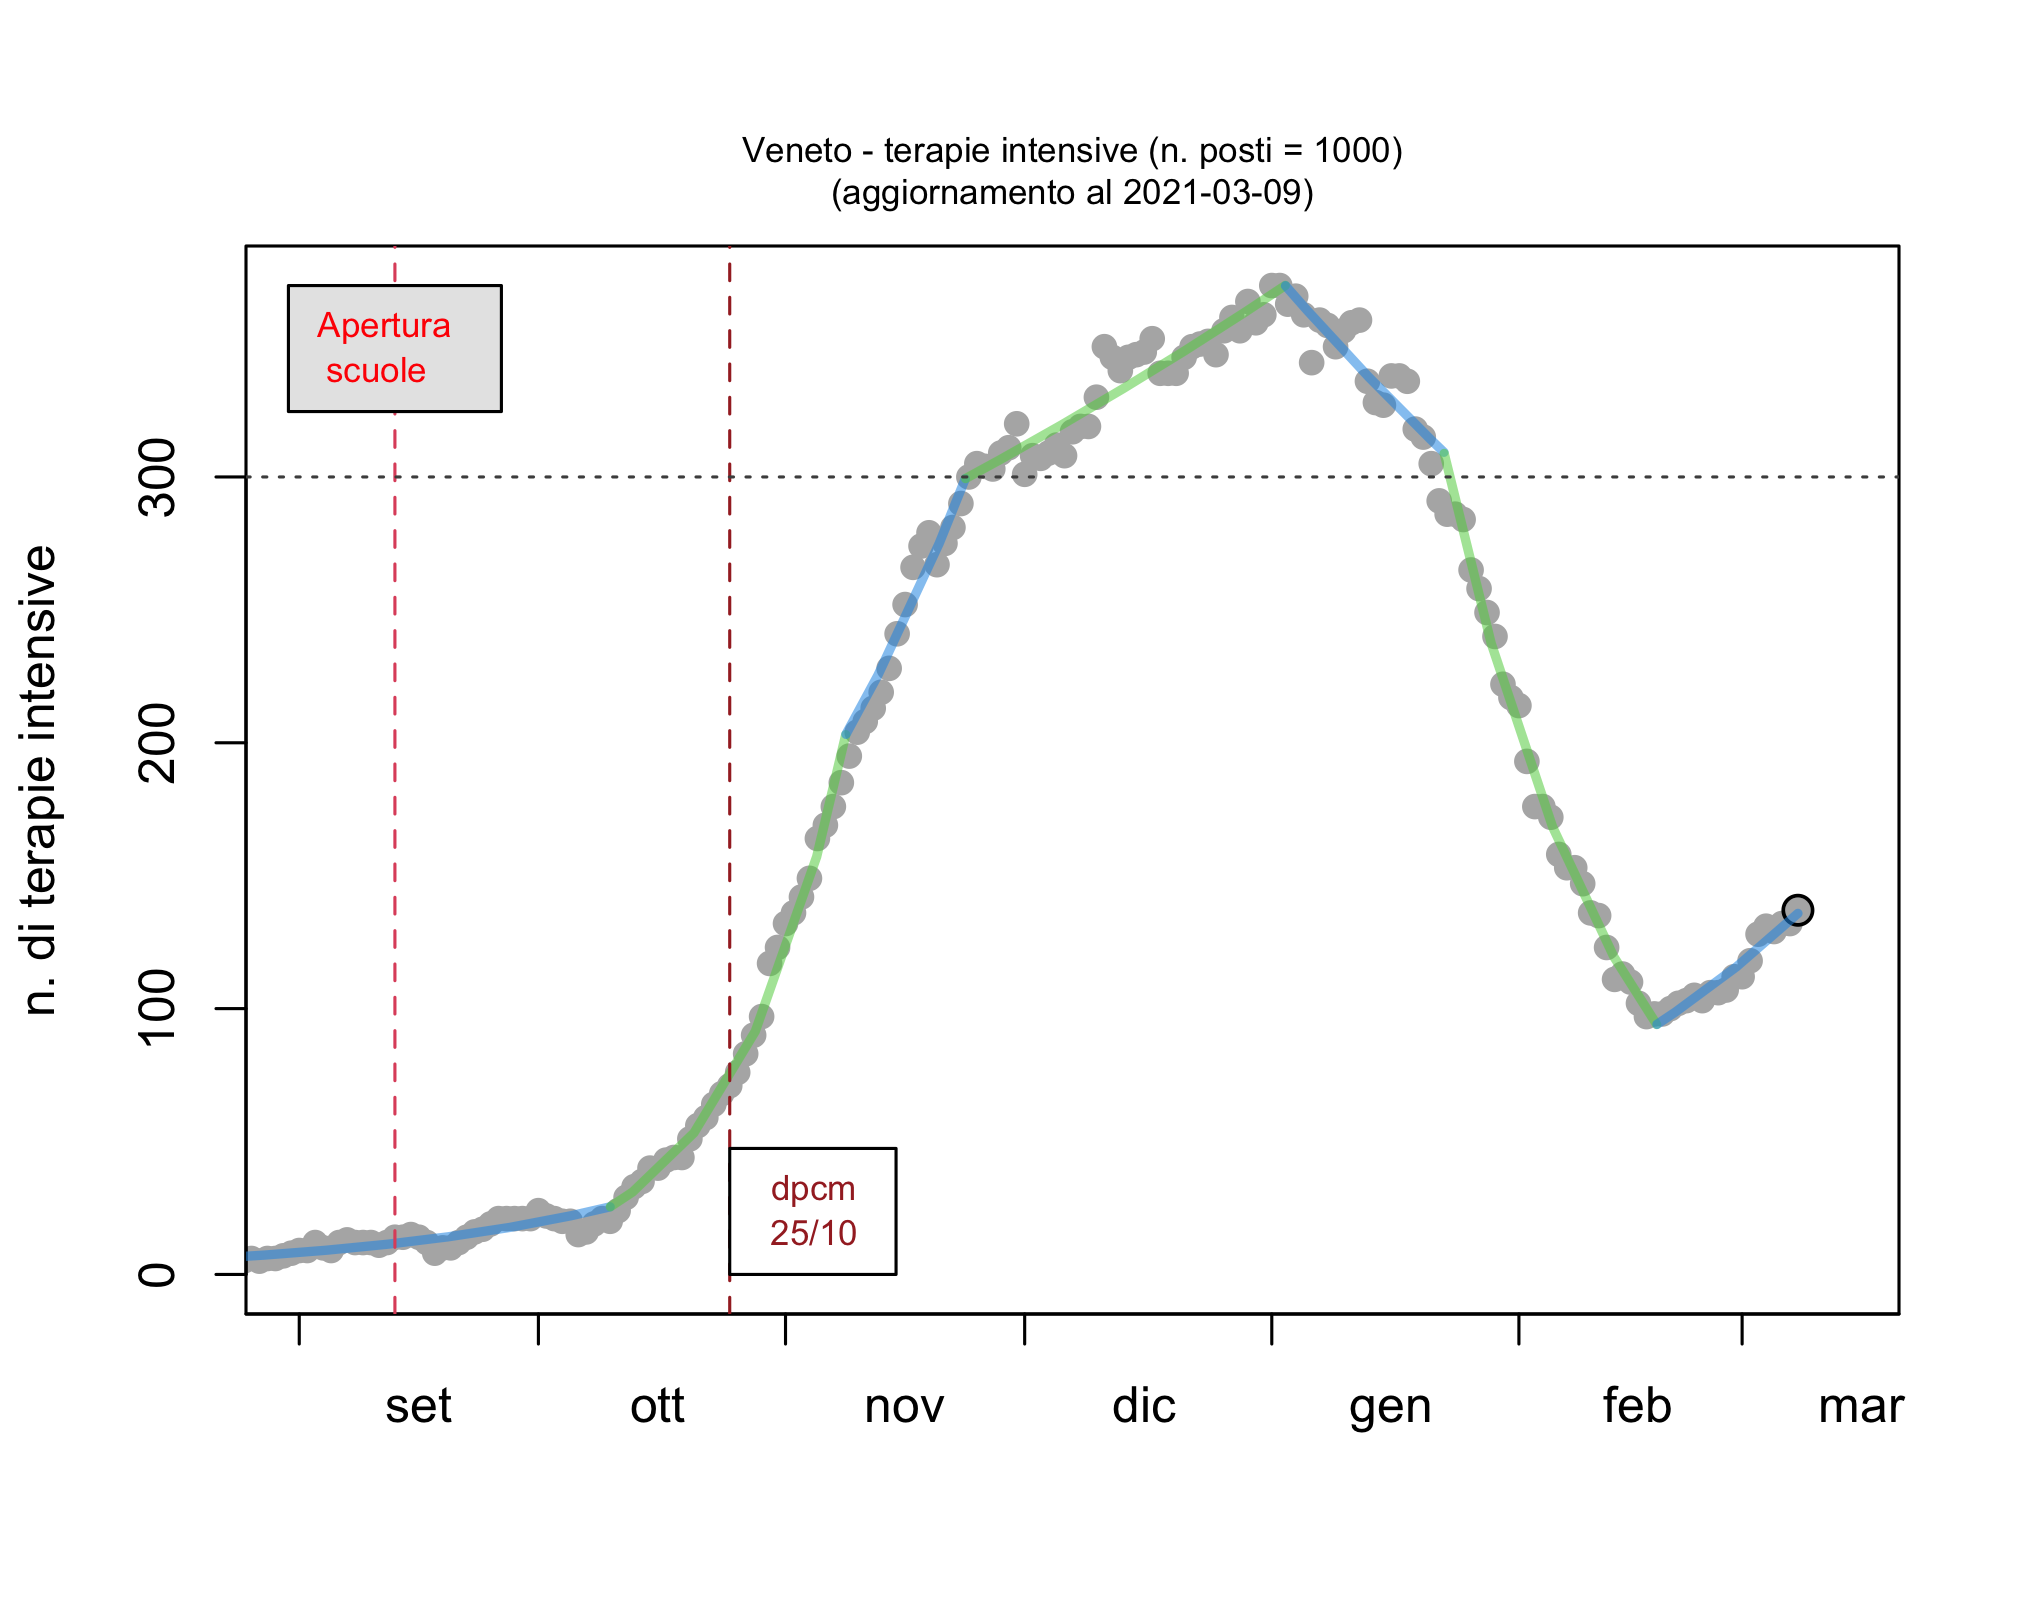 Veneto - terapie intensive (n. posti = 1000)
(aggiornamento al 2021-03-09)
Apertura
scuole
dpcm
25/10
n. di terapie intensive
300
200
100
0
set ott nov dic gen feb mar